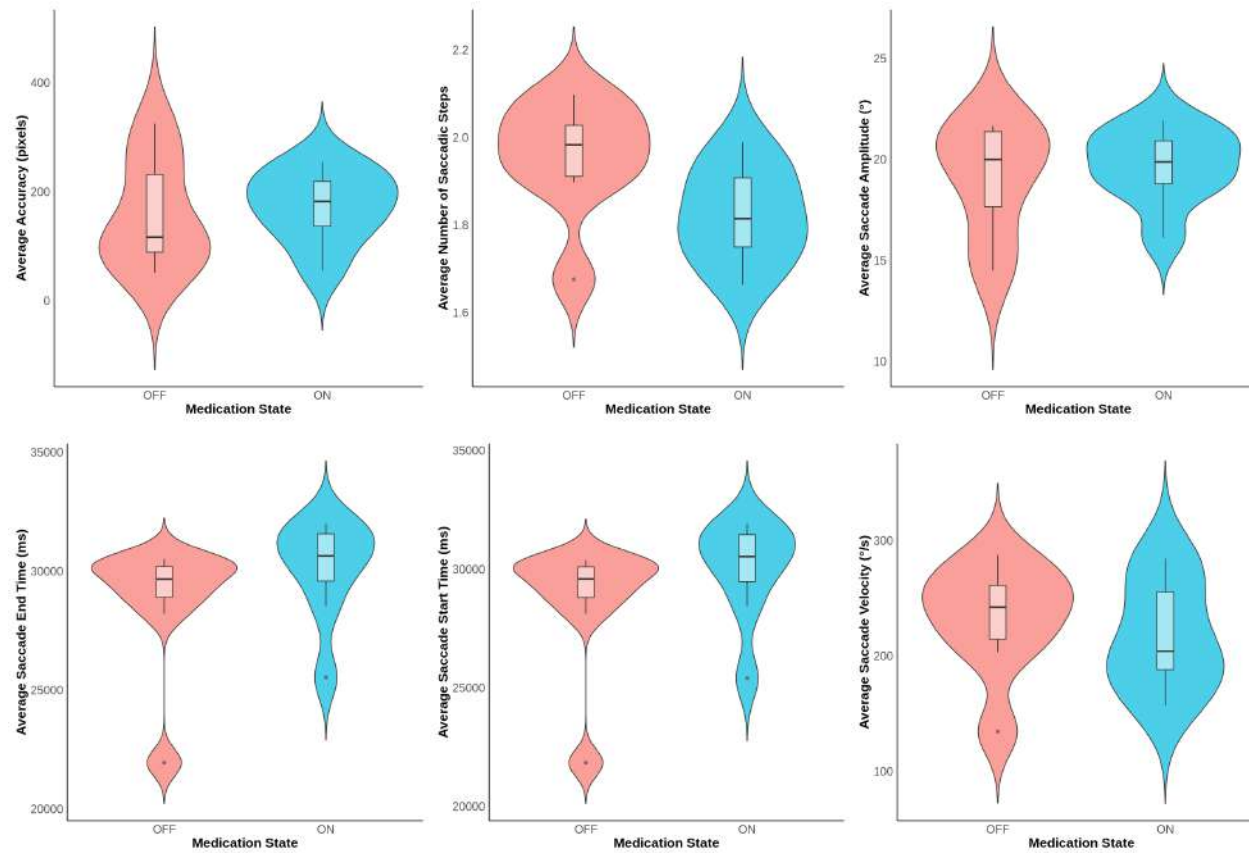 Average Accuracy (pixels)
400
200
0
OFF
ON
Medication State
Average Number of Saccadic Steps
2.2
2.0
1.8
1.6
OFF
ON
Medication State
Average Saccade Amplitude (°)
25
20
15
10
OFF
ON
Medication State
Average Saccade End Time (ms)
35000
30000
25000
20000
OFF
ON
Medication State
Average Saccade Start Time (ms)
35000
30000
25000
20000
OFF
ON
Medication State
Average Saccade Velocity (°/s)
300
200
100
OFF
ON
Medication State